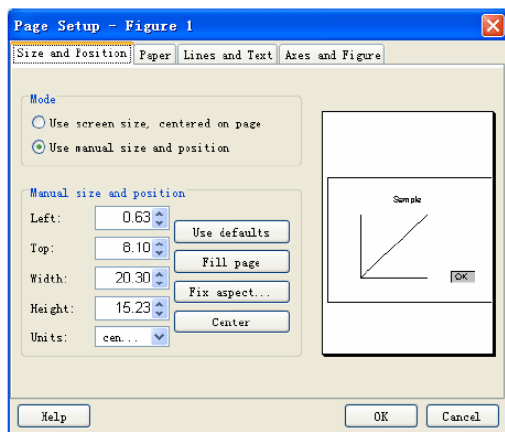 Page Setup - Figure 1
Size and Position Paper Lines and Text Axes and Figure
Mode
Use screen size, centered on page
Use manual size and position
Manual size and position
Left: 0.63
Top: 8.10
Width: 20.30
Height: 15.23
Units: cen...
Use defaults
Fill page
Fix aspect...
Center
Sample
OK
Help OK Cancel